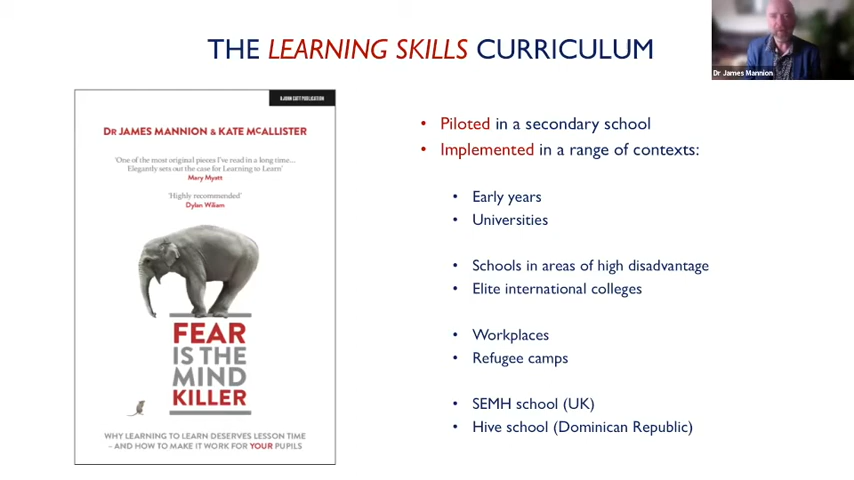 THE LEARNING SKILLS CURRICULUM
Dr James Mannion
A JOHN CATT PUBLICATION
DR JAMES MANNION & KATE MCALLISTER
'One of the most original pieces I've read in a long time...
Elegantly sets out the case for Learning to Learn'
Mary Myatt
'Highly recommended'
Dylan Wiliam
FEAR
IS THE
MIND
KILLER
WHY LEARNING TO LEARN DESERVES LESSON TIME
– AND HOW TO MAKE IT WORK FOR YOUR PUPILS
• Piloted in a secondary school
• Implemented in a range of contexts:
• Early years
• Universities
• Schools in areas of high disadvantage
• Elite international colleges
• Workplaces
• Refugee camps
• SEMH school (UK)
• Hive school (Dominican Republic)